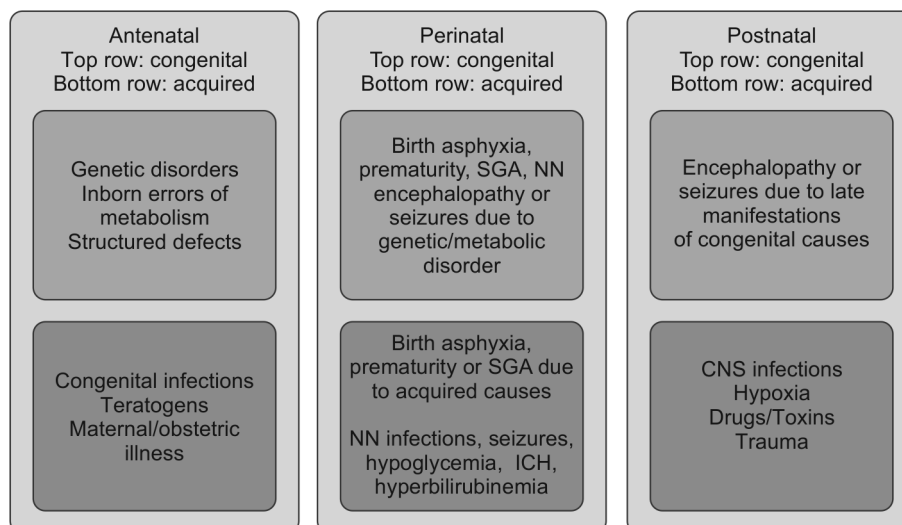 Antenatal
Top row: congenital
Bottom row: acquired
Genetic disorders
Inborn errors of
metabolism
Structured defects
Congenital infections
Teratogens
Maternal/obstetric
illness
Perinatal
Top row: congenital
Bottom row: acquired
Birth asphyxia,
prematurity, SGA, NN
encephalopathy or
seizures due to
genetic/metabolic
disorder
Birth asphyxia,
prematurity or SGA due
to acquired causes
NN infections, seizures,
hypoglycemia, ICH,
hyperbilirubinemia
Postnatal
Top row: congenital
Bottom row: acquired
Encephalopathy or
seizures due to late
manifestations
of congenital causes
CNS infections
Hypoxia
Drugs/Toxins
Trauma